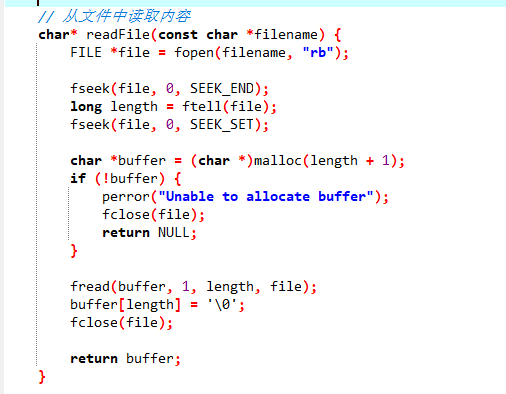 // 从文件中读取内容
char* readFile(const char *filename) {
    FILE *file = fopen(filename, "rb");

    fseek(file, 0, SEEK_END);
    long length = ftell(file);
    fseek(file, 0, SEEK_SET);

    char *buffer = (char *)malloc(length + 1);
    if (!buffer) {
        perror("Unable to allocate buffer");
        fclose(file);
        return NULL;
    }

    fread(buffer, 1, length, file);
    buffer[length] = '\0';
    fclose(file);

    return buffer;
}